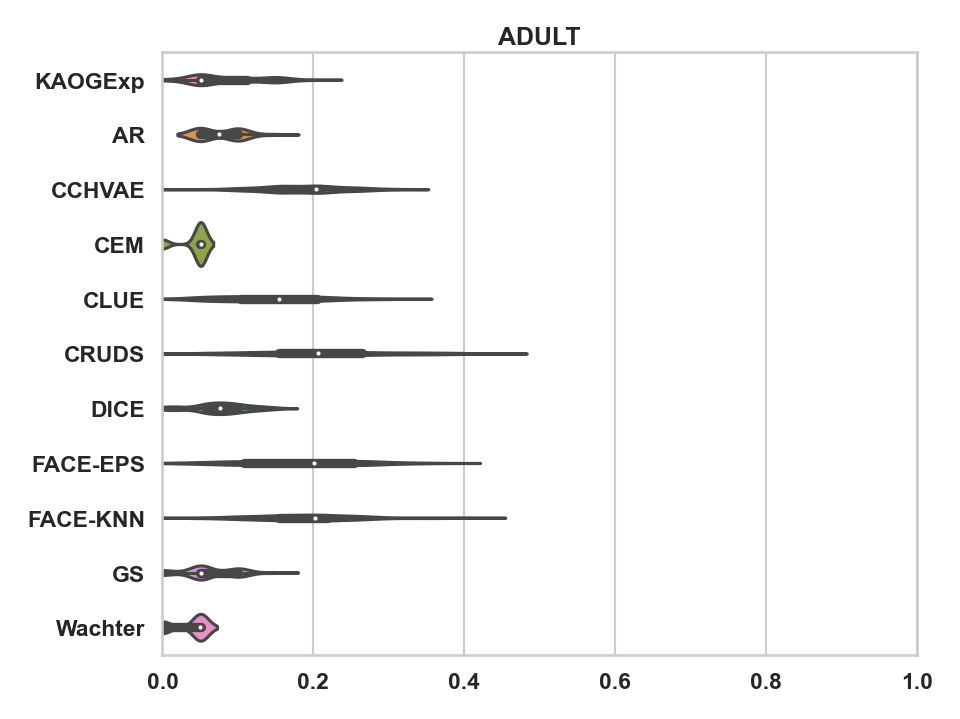 ADULT
KAOGExp
AR
CCHVAE
CEM
CLUE
CRUDS
DICE
FACE-EPS
FACE-KNN
GS
Wachter
0.0 0.2 0.4 0.6 0.8 1.0